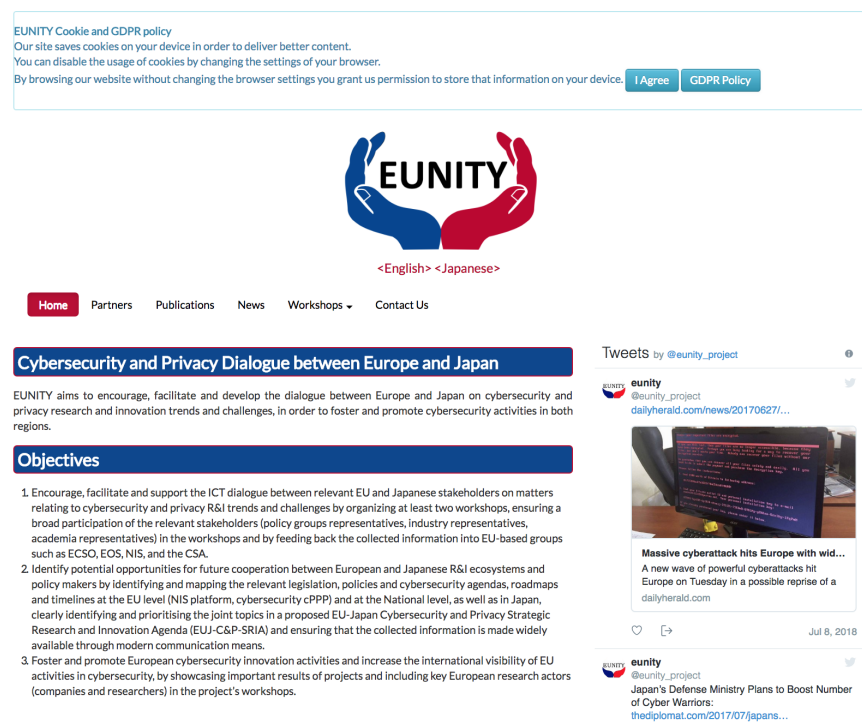 EUNITY Cookie and GDPR policy
Our site saves cookies on your device in order to deliver better content.
You can disable the usage of cookies by changing the settings of your browser.
By browsing our website without changing the browser settings you grant us permission to store that information on your device. I Agree GDPR Policy
EUNITY
<English> <Japanese>
Home Partners Publications News Workshops Contact Us
Cybersecurity and Privacy Dialogue between Europe and Japan
EUNITY aims to encourage, facilitate and develop the dialogue between Europe and Japan on cybersecurity and
privacy research and innovation trends and challenges, in order to foster and promote cybersecurity activities in both
regions.
Objectives
1. Encourage, facilitate and support the ICT dialogue between relevant EU and Japanese stakeholders on matters
relating to cybersecurity and privacy R&I trends and challenges by organizing at least two workshops, ensuring a
broad participation of the relevant stakeholders (policy groups representatives, industry representatives,
academia representatives) in the workshops and by feeding back the collected information into EU-based groups
such as ECSO, EOS, NIS, and the CSA.
2. Identify potential opportunities for future cooperation between European and Japanese R&I ecosystems and
policy makers by identifying and mapping the relevant legislation, policies and cybersecurity agendas, roadmaps
and timelines at the EU level (NIS platform, cybersecurity cPPP) and at the National level, as well as in Japan,
clearly identifying and prioritising the joint topics in a proposed EU-Japan Cybersecurity and Privacy Strategic
Research and Innovation Agenda (EUJ-C&P-SRIA) and ensuring that the collected information is made widely
available through modern communication means.
3. Foster and promote European cybersecurity innovation activities and increase the international visibility of EU
activities in cybersecurity, by showcasing important results of projects and including key European research actors
(companies and researchers) in the project's workshops.
Tweets by @eunity_project
EUNITY
eunity
@eunity_project
dailyherald.com/news/20170627/…
Massive cyberattack hits Europe with wid…
A new wave of powerful cyberattacks hit
Europe on Tuesday in a possible reprise of a
dailyherald.com
Jul 8, 2018
EUNITY
eunity
@eunity_project
Japan's Defense Ministry Plans to Boost Number
of Cyber Warriors:
thediplomat.com/2017/07/japans…